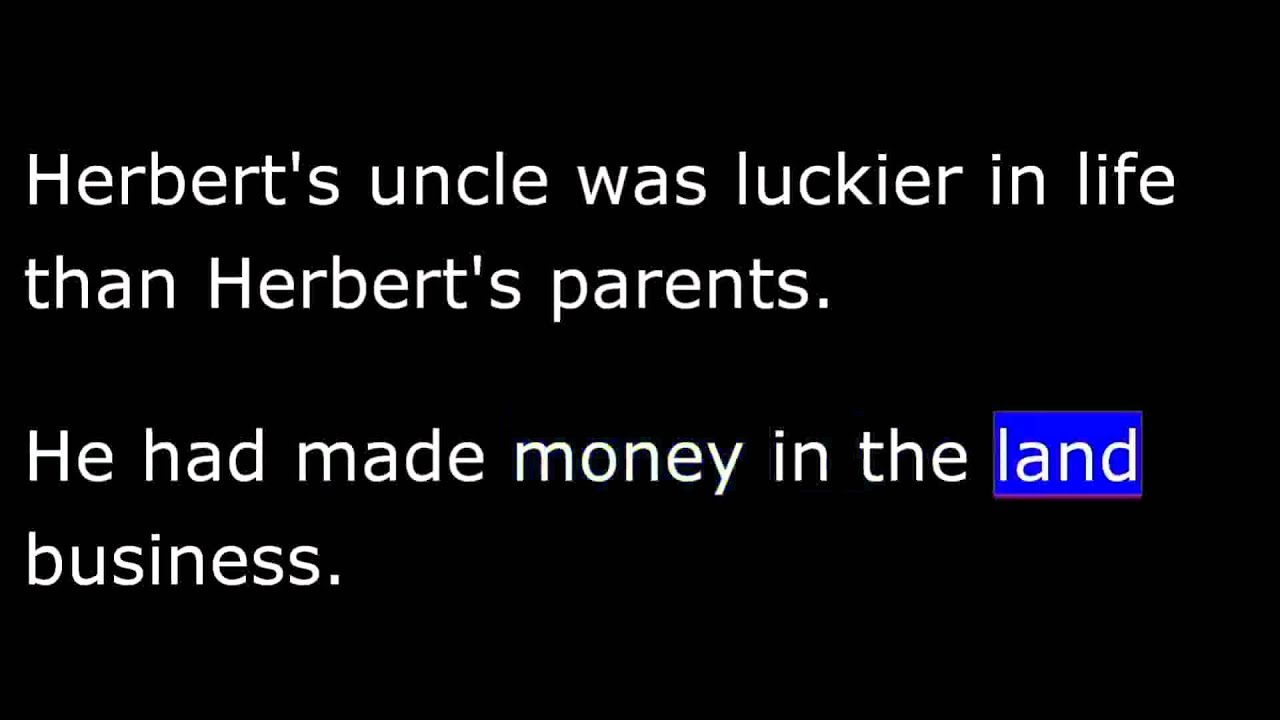 Herbert's uncle was luckier in life
than Herbert's parents.
He had made money in the land
business.